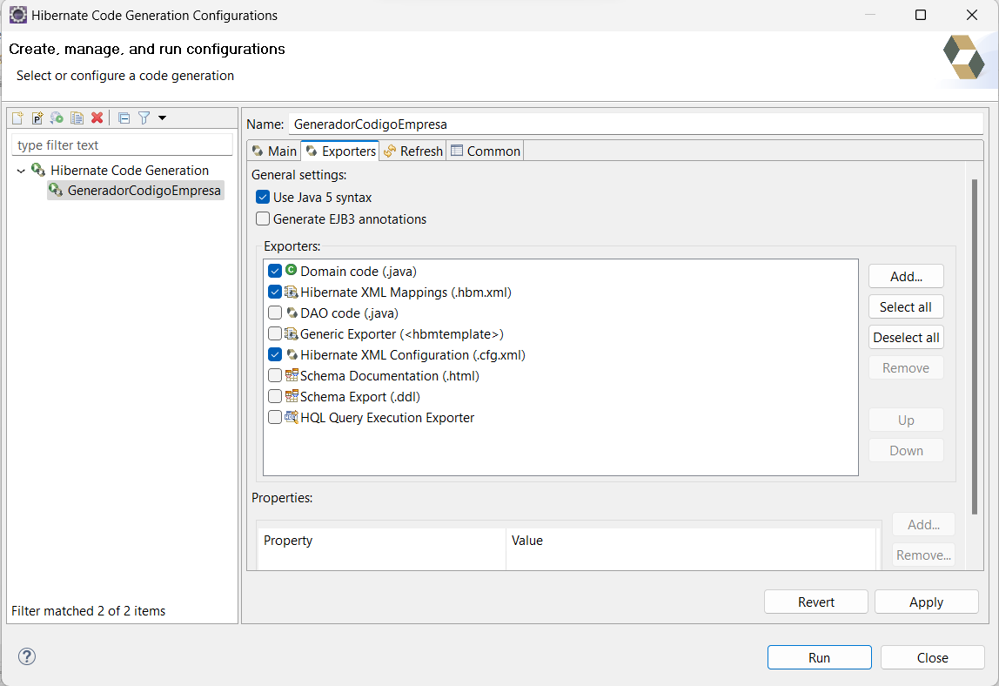 Hibernate Code Generation Configurations
Create, manage, and run configurations
Select or configure a code generation
type filter text
Hibernate Code Generation
GeneradorCodigoEmpresa
Filter matched 2 of 2 items
Name: GeneradorCodigoEmpresa
Main Exporters Refresh Common
General settings:
Use Java 5 syntax
Generate EJB3 annotations
Exporters:
Domain code (.java)
Hibernate XML Mappings (.hbm.xml)
DAO code (.java)
Generic Exporter (<hbmtemplate>)
Hibernate XML Configuration (.cfg.xml)
Schema Documentation (.html)
Schema Export (.ddl)
HQL Query Execution Exporter
Add...
Select all
Deselect all
Remove
Up
Down
Properties:
Property Value
Add...
Remove...
Revert Apply
Run Close